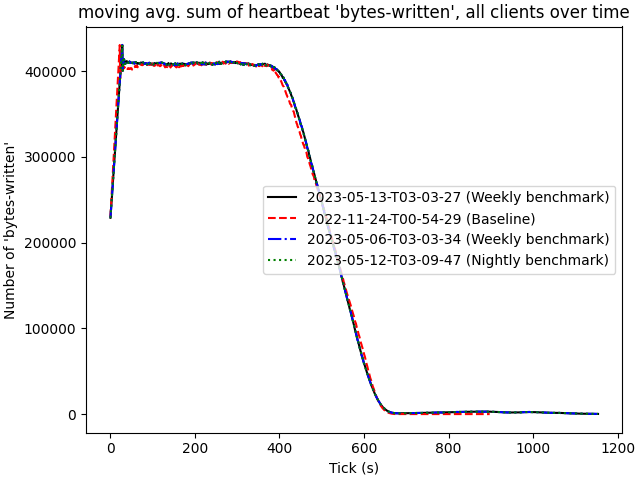 moving avg. sum of heartbeat 'bytes-written', all clients over time
Number of 'bytes-written'
400000
300000
200000
100000
0
2023-05-13-T03-03-27 (Weekly benchmark)
2022-11-24-T00-54-29 (Baseline)
2023-05-06-T03-03-34 (Weekly benchmark)
2023-05-12-T03-09-47 (Nightly benchmark)
0 200 400 600 800 1000 1200
Tick (s)